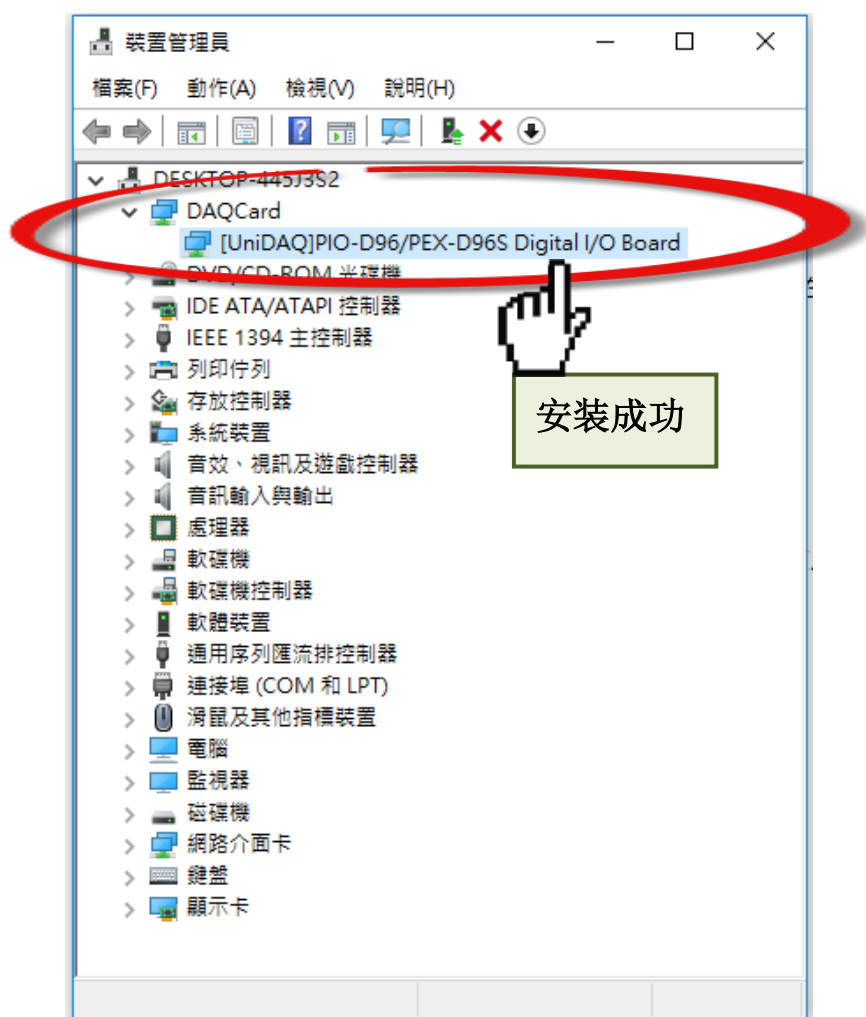 裝置管理員
檔案(F) 動作(A) 檢視(V) 說明(H)
DESKTOP-445J3S2
DAQCard
[UniDAQ]PIO-D96/PEX-D96S Digital I/O Board
DVD/CD-ROM 光碟機
IDE ATA/ATAPI 控制器
IEEE 1394 主控制器
列印佇列
存放控制器
系統裝置
音效、視訊及遊戲控制器
音訊輸入與輸出
處理器
軟碟機
軟碟機控制器
軟體裝置
通用序列匯流排控制器
連接埠 (COM 和 LPT)
滑鼠及其他指標裝置
電腦
監視器
磁碟機
網路介面卡
鍵盤
顯示卡
安装成功